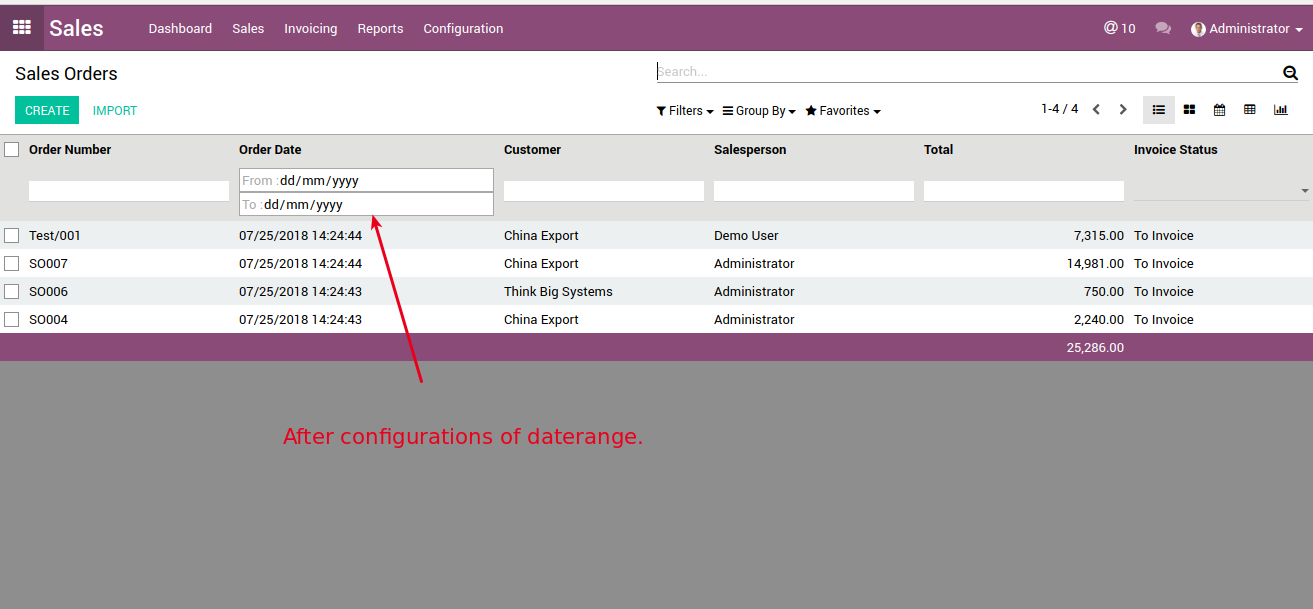 Sales Dashboard Sales Invoicing Reports Configuration @ 10 Administrator
Sales Orders Search...
CREATE IMPORT Filters Group By Favorites 1-4 / 4
Order Number Order Date Customer Salesperson Total Invoice Status
From : dd/mm/yyyy
To : dd/mm/yyyy
Test/001 07/25/2018 14:24:44 China Export Demo User 7,315.00 To Invoice
SO007 07/25/2018 14:24:44 China Export Administrator 14,981.00 To Invoice
SO006 07/25/2018 14:24:43 Think Big Systems Administrator 750.00 To Invoice
SO004 07/25/2018 14:24:43 China Export Administrator 2,240.00 To Invoice
25,286.00
After configurations of daterange.